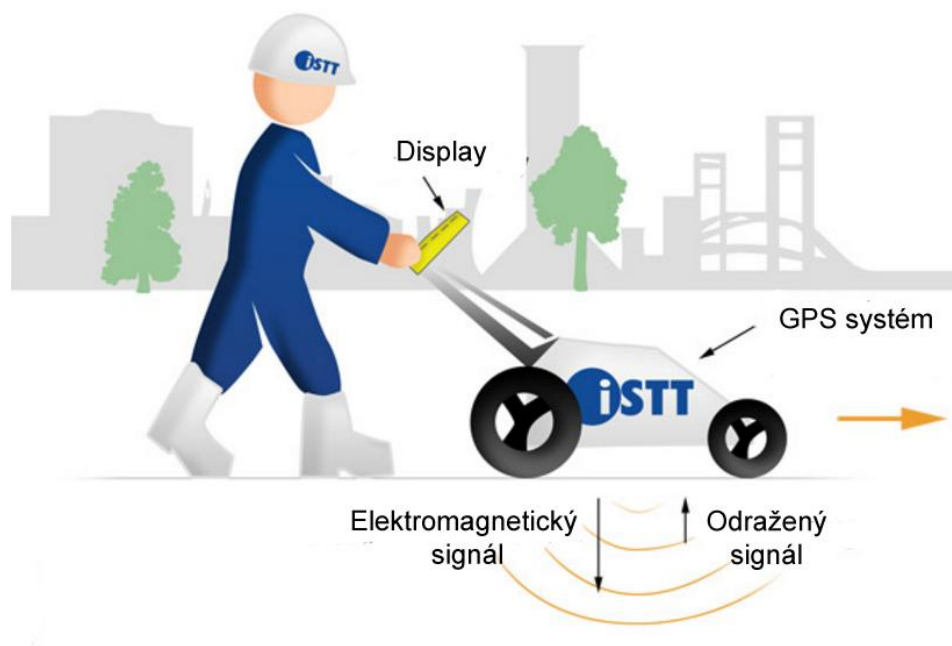 iSTT
Display
GPS systém
iSTT
Elektromagnetický
signál
Odražený
signál